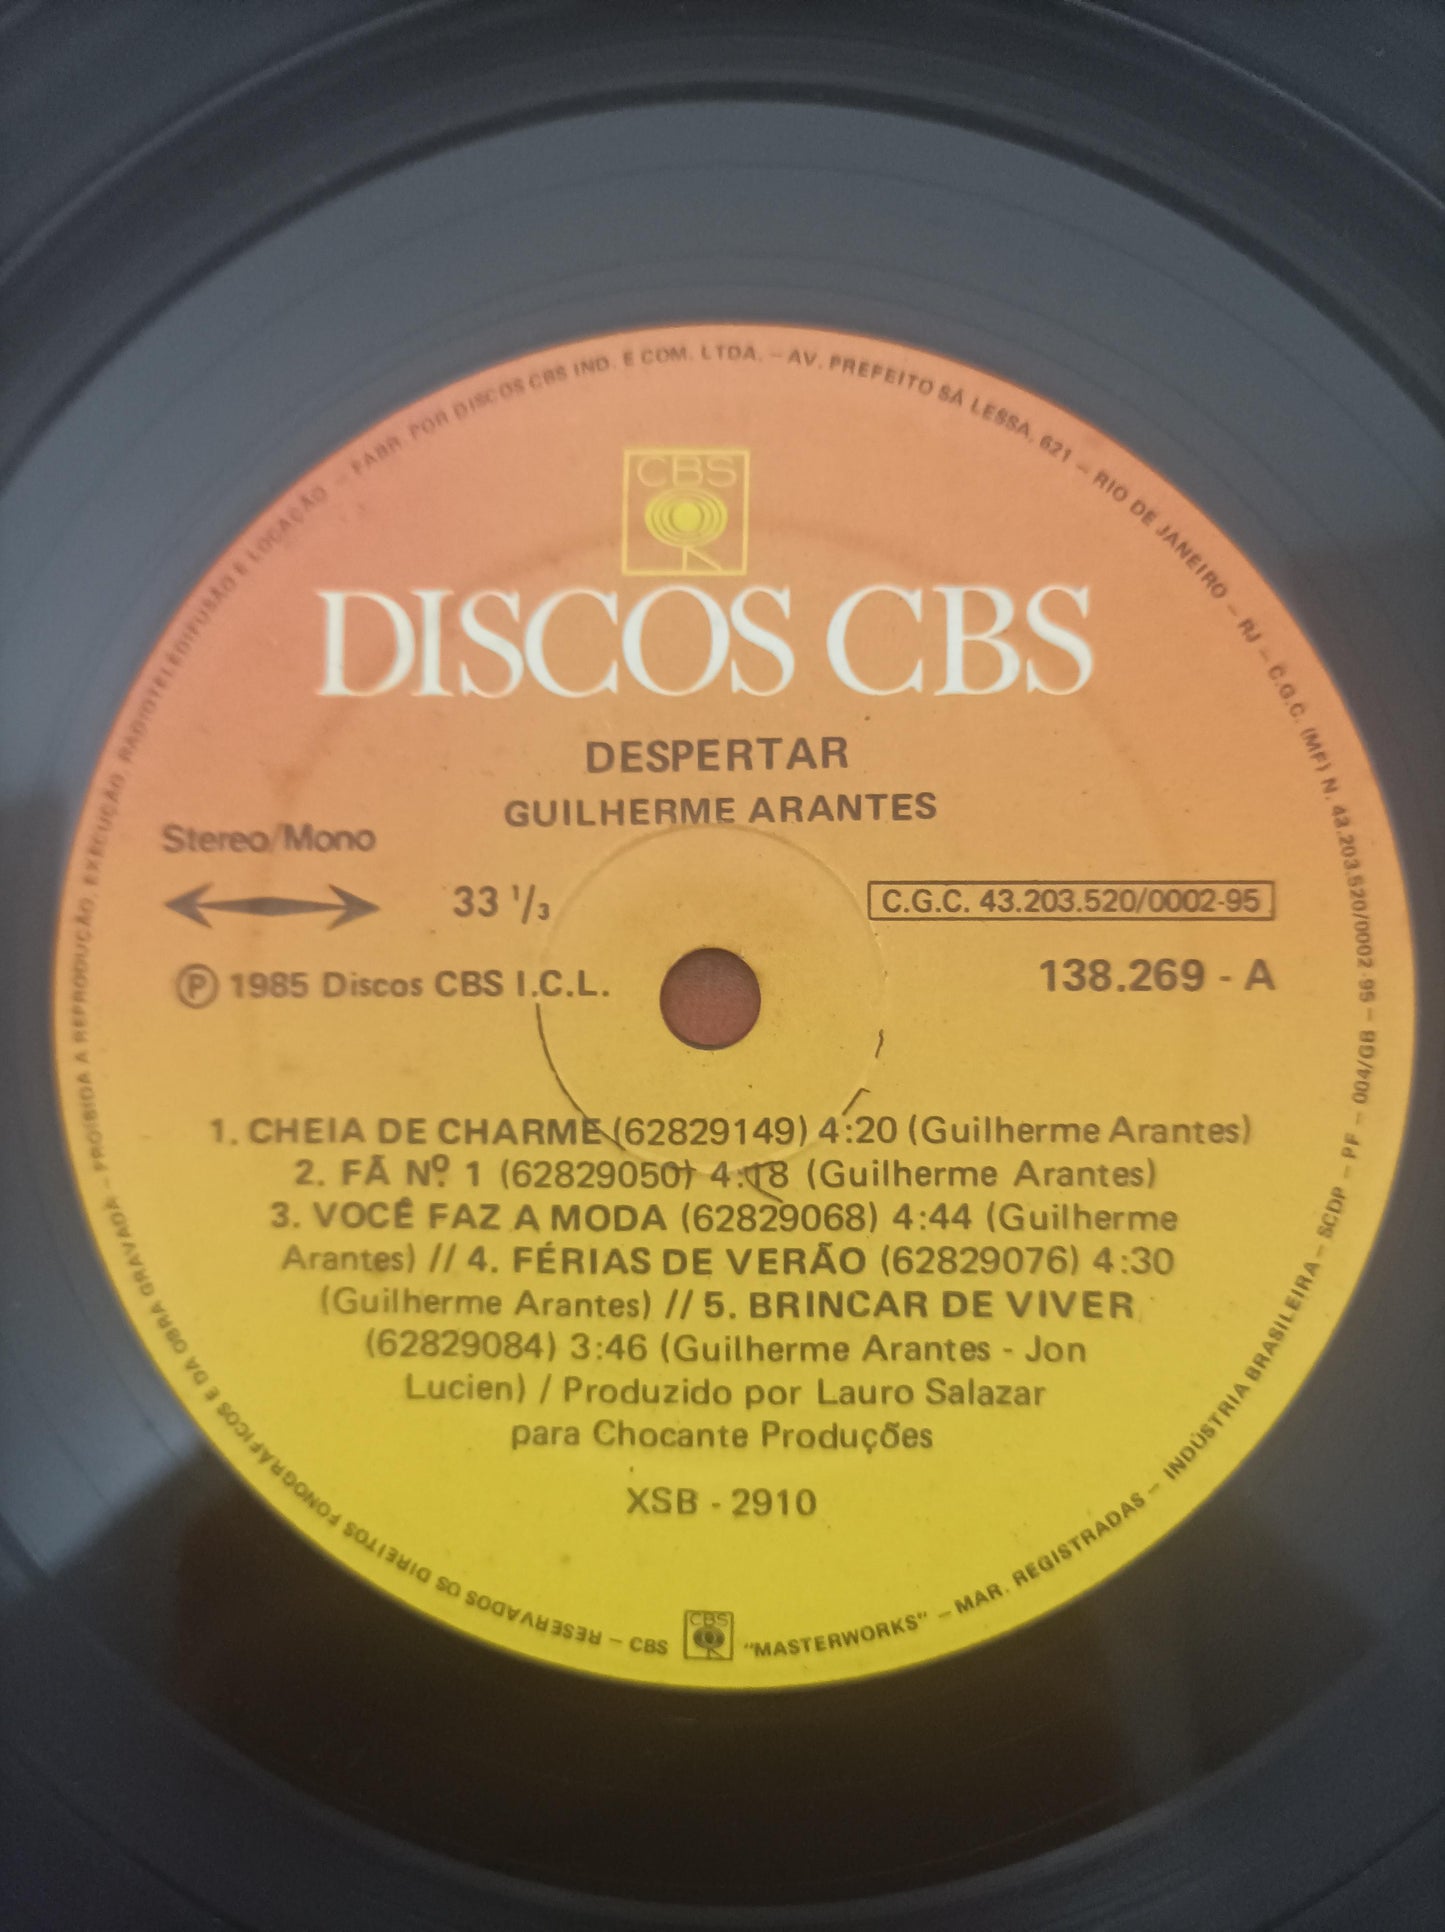 CBS
DISCOS CBS
DESPERTAR
GUILHERME ARANTES
Stereo/Mono
33 1/3
C.G.C. 43.203.520/0002-95
Ⓟ 1985 Discos CBS I.C.L.
138.269 - A
1. CHEIA DE CHARME (62829149) 4:20 (Guilherme Arantes)
2. FÃ Nº 1 (62829050) 4:18 (Guilherme Arantes)
3. VOCÊ FAZ A MODA (62829068) 4:44 (Guilherme
Arantes) // 4. FÉRIAS DE VERÃO (62829076) 4:30
(Guilherme Arantes) // 5. BRINCAR DE VIVER
(62829084) 3:46 (Guilherme Arantes - Jon
Lucien) / Produzido por Lauro Salazar
para Chocante Produções
XSB - 2910
CBS
"MASTERWORKS" – MAR. REGISTRADAS – INDÚSTRIA BRASILEIRA – SCDP – PF – 004/GB
RESERVADOS OS DIREITOS FONOGRÁFICOS E DA OBRA GRAVADA – PROIBIDA A REPRODUÇÃO, EXECUÇÃO, RADIOTELEDIFUSÃO E LOCAÇÃO – FABR. POR DISCOS CBS IND. E COM. LTDA. – AV. PREFEITO SÁ LESSA, 621 – RIO DE JANEIRO – RJ – C.G.C. (MF) N. 43.203.520/0002-95 –
– CBS